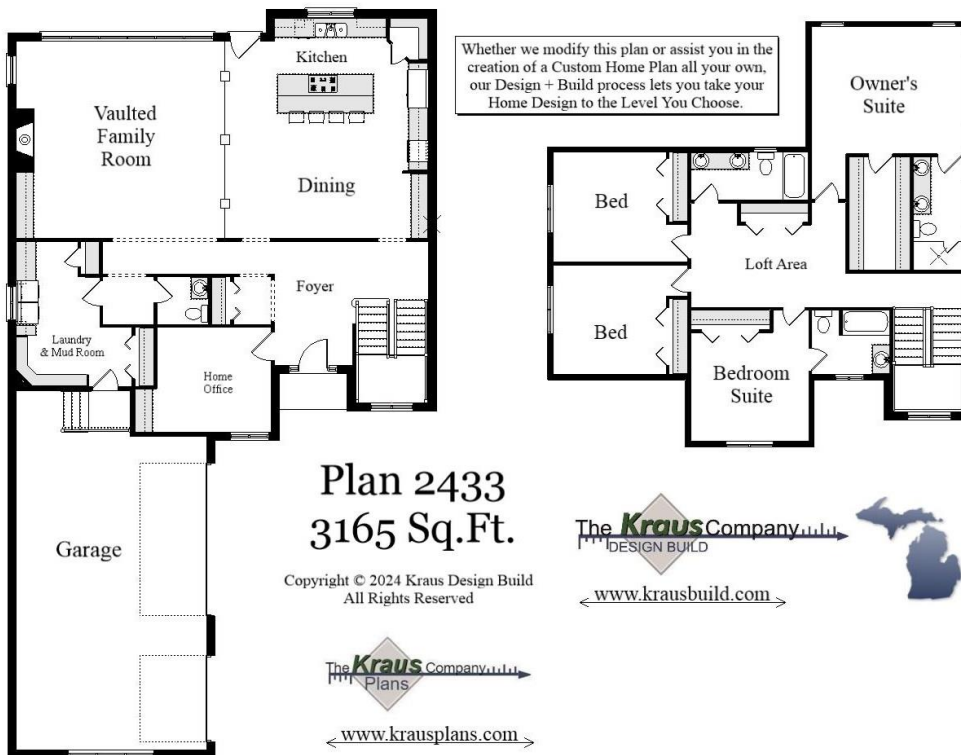 Kitchen
Vaulted
Family
Room
Dining
Foyer
Laundry
& Mud Room
Home
Office
Garage
Whether we modify this plan or assist you in the
creation of a Custom Home Plan all your own,
our Design + Build process lets you take your
Home Design to the Level You Choose.
Owner's
Suite
Bed
Loft Area
Bed
Bedroom
Suite
Plan 2433
3165 Sq.Ft.
Copyright © 2024 Kraus Design Build
All Rights Reserved
The Kraus Company
Plans
www.krausplans.com
The Kraus Company
DESIGN BUILD
www.krausbuild.com